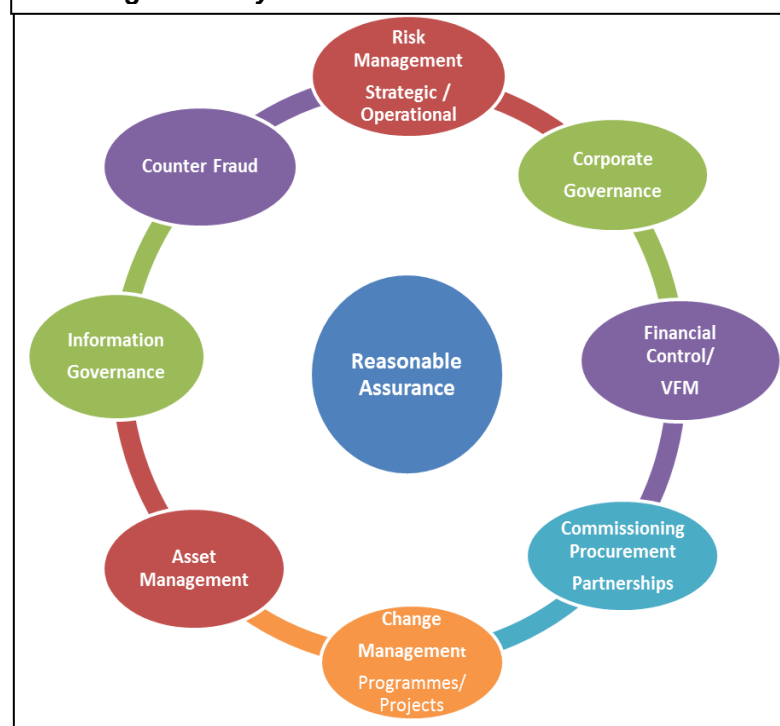 Risk
Management
Strategic /
Operational
Corporate
Governance
Financial
Control/
VFM
Commissioning
Procurement
Partnerships
Change
Management
Programmes/
Projects
Asset
Management
Information
Governance
Counter Fraud
Reasonable
Assurance